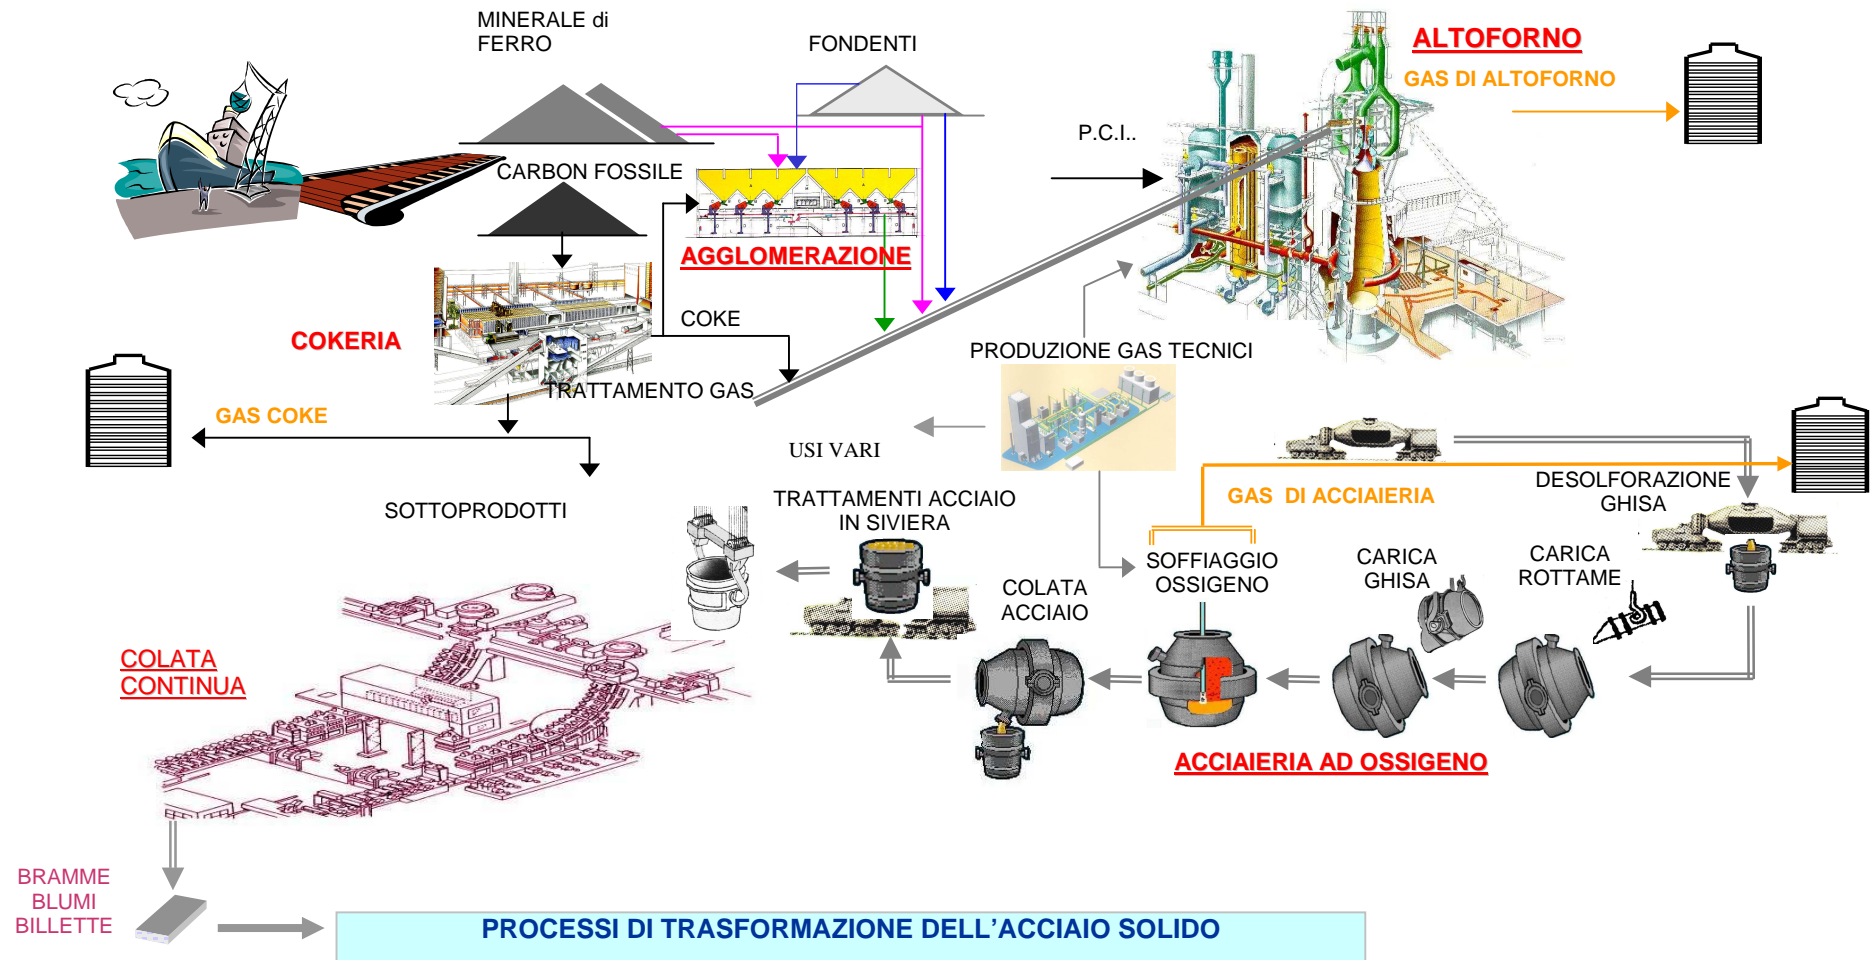 MINERALE di
FERRO
FONDENTI
ALTOFORNO
GAS DI ALTOFORNO
P.C.I..
CARBON FOSSILE
AGGLOMERAZIONE
COKE
COKERIA
PRODUZIONE GAS TECNICI
TRATTAMENTO GAS
GAS COKE
USI VARI
GAS  DI ACCIAIERIA
DESOLFORAZIONE
GHISA
SOTTOPRODOTTI
TRATTAMENTI ACCIAIO
IN SIVIERA
SOFFIAGGIO
OSSIGENO
CARICA
GHISA
CARICA
ROTTAME
COLATA
ACCIAIO
COLATA
CONTINUA
ACCIAIERIA AD OSSIGENO
BRAMME
BLUMI
BILLETTE
PROCESSI DI TRASFORMAZIONE DELL'ACCIAIO SOLIDO